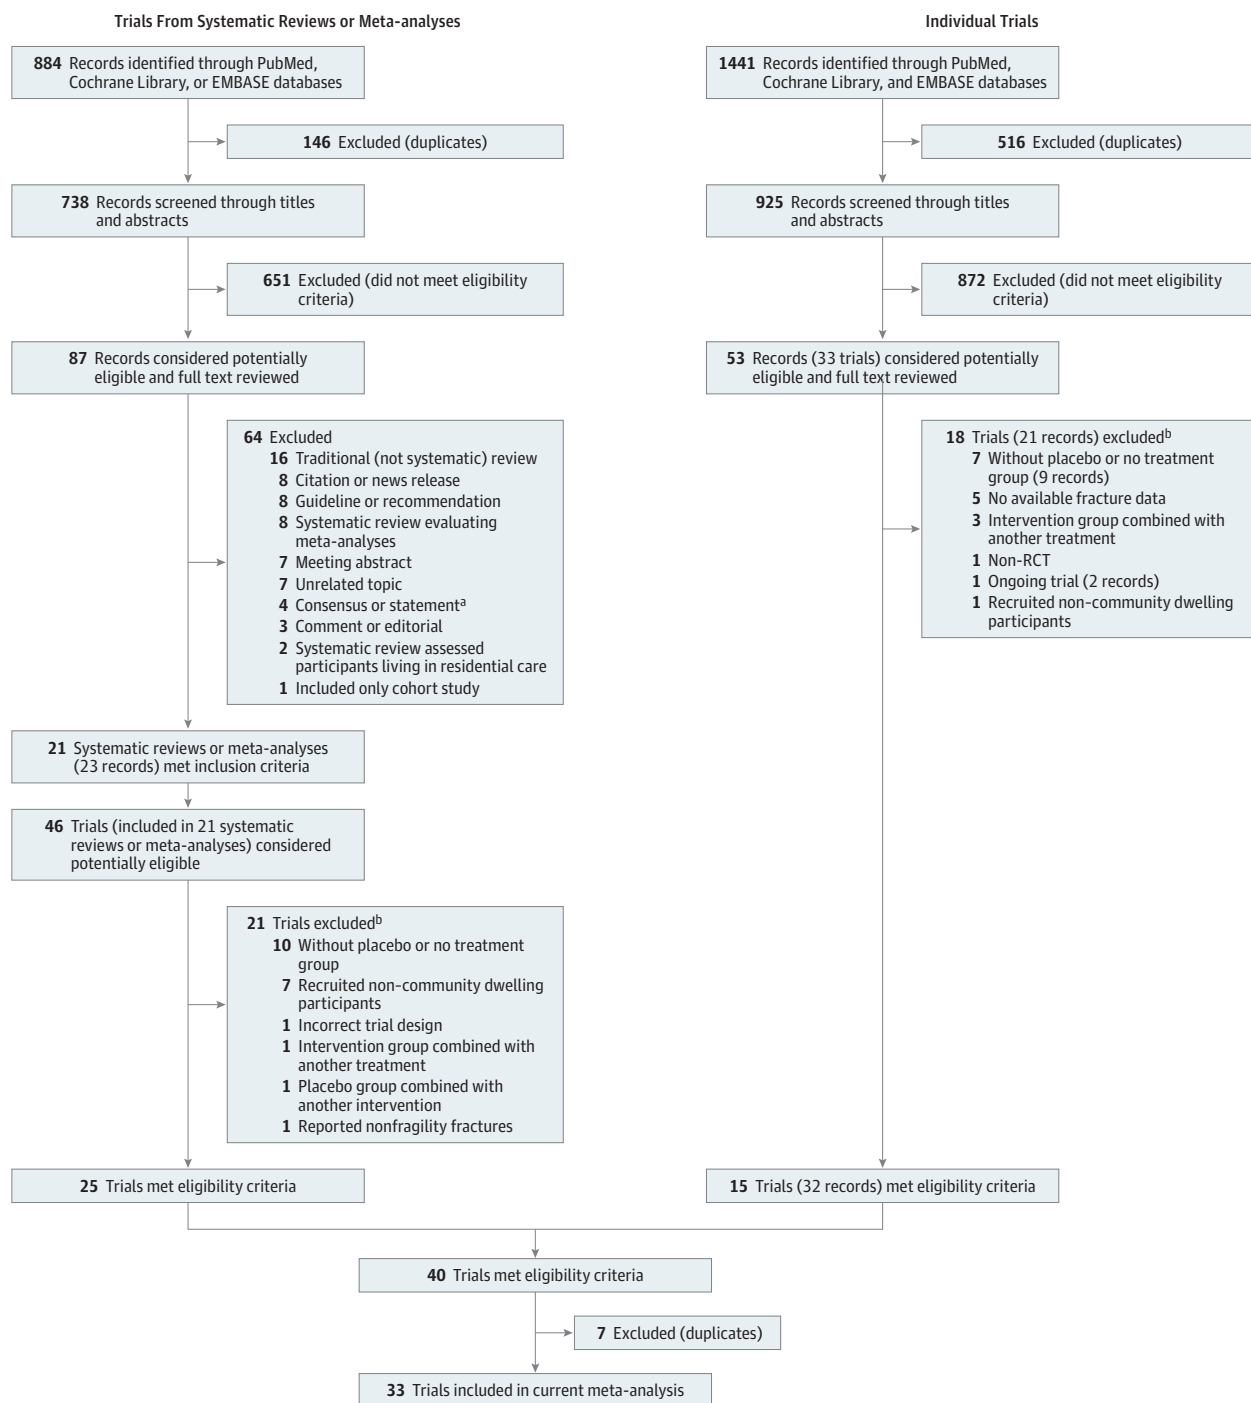 Trials From Systematic Reviews or Meta-analyses
884 Records identified through PubMed,
Cochrane Library, or EMBASE databases
146 Excluded (duplicates)
738 Records screened through titles
and abstracts
651 Excluded (did not meet eligibility
criteria)
87 Records considered potentially
eligible and full text reviewed
64 Excluded
16 Traditional (not systematic) review
8 Citation or news release
8 Guideline or recommendation
8 Systematic review evaluating
meta-analyses
7 Meeting abstract
7 Unrelated topic
4 Consensus or statementa
3 Comment or editorial
2 Systematic review assessed
participants living in residential care
1 Included only cohort study
21 Systematic reviews or meta-analyses
(23 records) met inclusion criteria
46 Trials (included in 21 systematic
reviews or meta-analyses) considered
potentially eligible
21 Trials excludedb
10 Without placebo or no treatment
group
7 Recruited non-community dwelling
participants
1 Incorrect trial design
1 Intervention group combined with
another treatment
1 Placebo group combined with
another intervention
1 Reported nonfragility fractures
25 Trials met eligibility criteria
Individual Trials
1441 Records identified through PubMed,
Cochrane Library, and EMBASE databases
516 Excluded (duplicates)
925 Records screened through titles
and abstracts
872 Excluded (did not meet eligibility
criteria)
53 Records (33 trials) considered potentially
eligible and full text reviewed
18 Trials (21 records) excludedb
7 Without placebo or no treatment
group (9 records)
5 No available fracture data
3 Intervention group combined with
another treatment
1 Non-RCT
1 Ongoing trial (2 records)
1 Recruited non-community dwelling
participants
15 Trials (32 records) met eligibility criteria
40 Trials met eligibility criteria
7 Excluded (duplicates)
33 Trials included in current meta-analysis